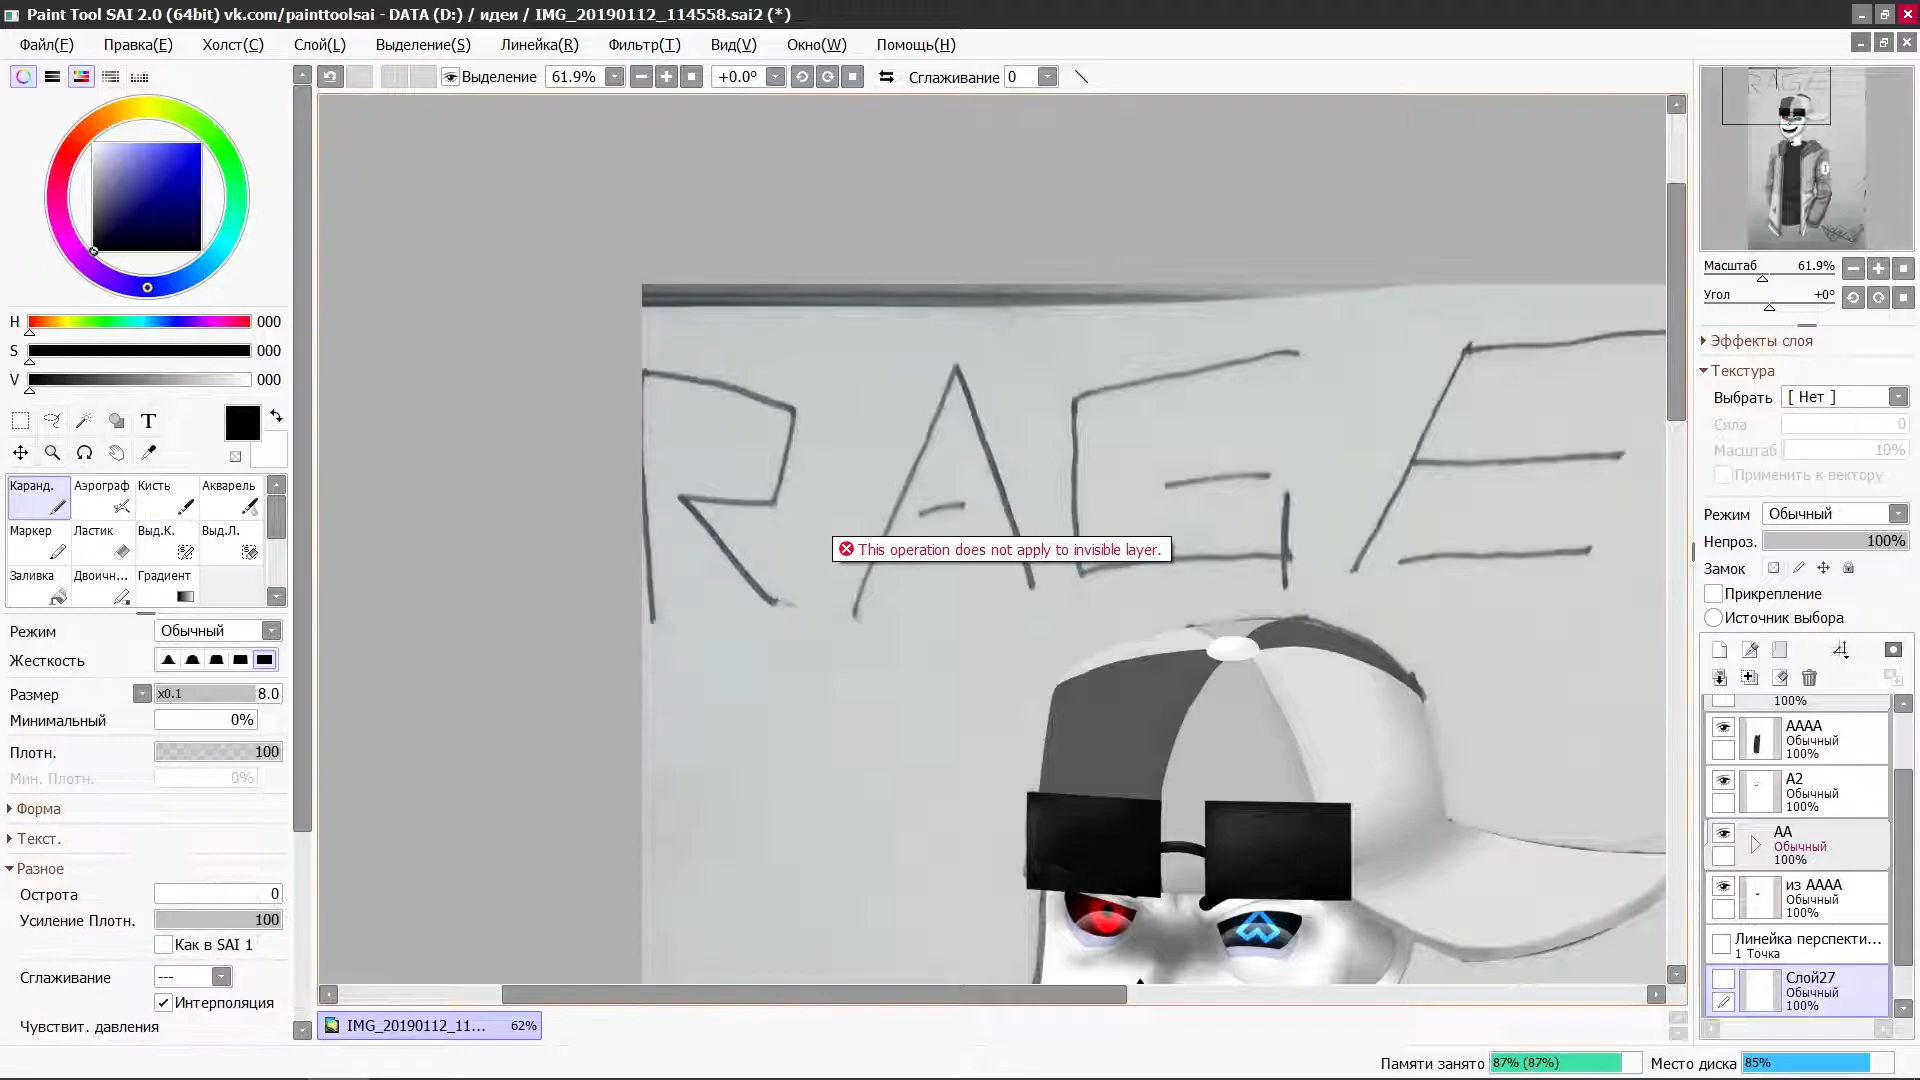 Paint Tool SAI 2.0 (64bit) vk.com/painttoolsai - DATA (D:) / идеи / IMG_20190112_114558.sai2 (*)
Файл(F) Правка(E) Холст(C) Слой(L) Выделение(S) Линейка(R) Фильтр(T) Вид(V) Окно(W) Помощь(H)
Выделение 61.9% +0.0° Сглаживание 0
H 000
S 000
V 000
T
Каранд. Аэрограф Кисть Акварель
Маркер Ластик Выд.К. Выд.Л.
Заливка Двоичн... Градиент
Режим Обычный
Жесткость
Размер x0.1 8.0
Минимальный 0%
Плотн. 100
Мин. Плотн. 0%
Форма
Текст.
Разное
Острота 0
Усиление Плотн. 100
Как в SAI 1
Сглаживание ---
Интерполяция
Чувствит. давления
RAGE
This operation does not apply to invisible layer.
IMG_20190112_11... 62%
RAGE
Масштаб 61.9%
Угол +0°
Эффекты слоя
Текстура
Выбрать [ Нет ]
Сила 0
Масштаб 10%
Применить к вектору
Режим Обычный
Непроз. 100%
Замок
Прикрепление
Источник выбора
100%
АААА
Обычный
100%
А2
Обычный
100%
АА
Обычный
100%
из АААА
Обычный
100%
Линейка перспекти...
1 Точка
Слой27
Обычный
100%
Памяти занято 87% (87%) Место диска 85%